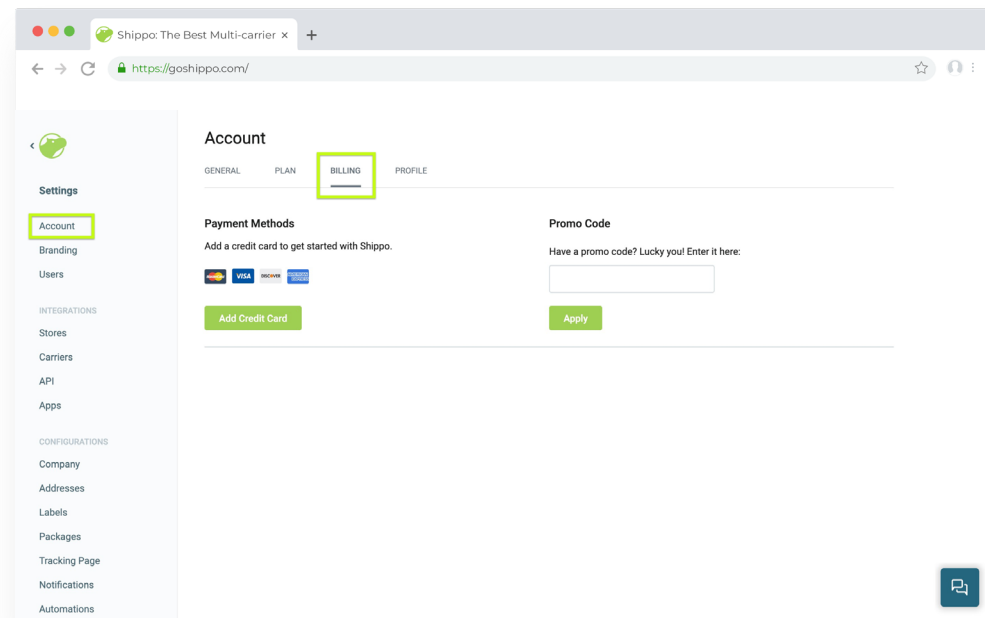 Shippo: The Best Multi-carrier
https://goshippo.com/
Settings
Account
Branding
Users
INTEGRATIONS
Stores
Carriers
API
Apps
CONFIGURATIONS
Company
Addresses
Labels
Packages
Tracking Page
Notifications
Automations
Account
GENERAL PLAN BILLING PROFILE
Payment Methods
Add a credit card to get started with Shippo.
VISA DISCOVER
Add Credit Card
Promo Code
Have a promo code? Lucky you! Enter it here:
Apply